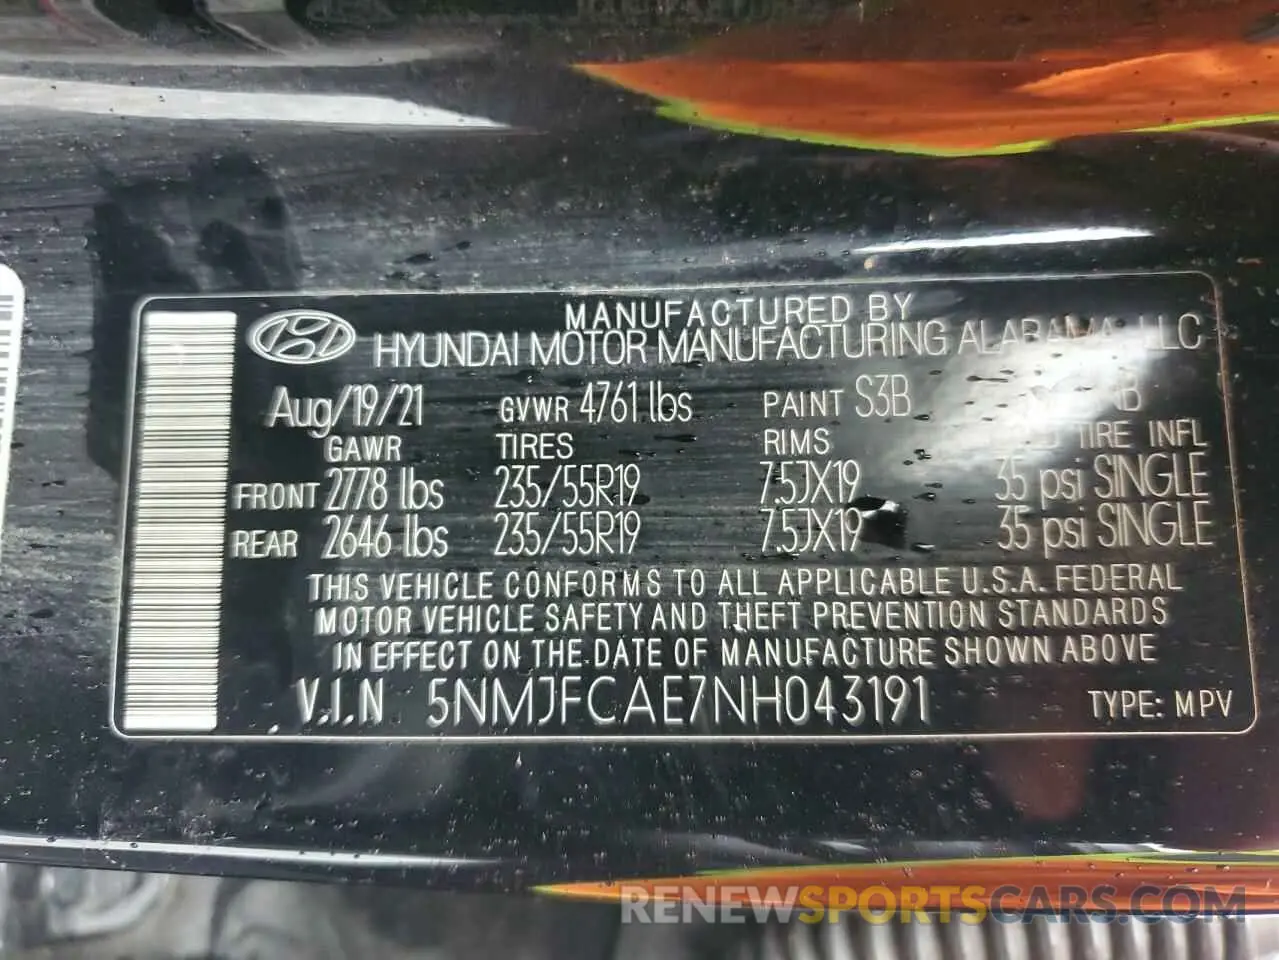 MANUFACTURED BY
HYUNDAI MOTOR MANUFACTURING ALABAMA, LLC
Aug/19/21 GVWR 4761 lbs PAINT S3B
GAWR TIRES RIMS TIRE INFL
FRONT 2778 lbs 235/55R19 7.5JX19 35 psi SINGLE
REAR 2646 lbs 235/55R19 7.5JX19 35 psi SINGLE
THIS VEHICLE CONFORMS TO ALL APPLICABLE U.S.A. FEDERAL
MOTOR VEHICLE SAFETY AND THEFT PREVENTION STANDARDS
IN EFFECT ON THE DATE OF MANUFACTURE SHOWN ABOVE
V.I.N 5NMJFCAE7NH043191 TYPE: MPV
RENEWSPORTSCARS.COM